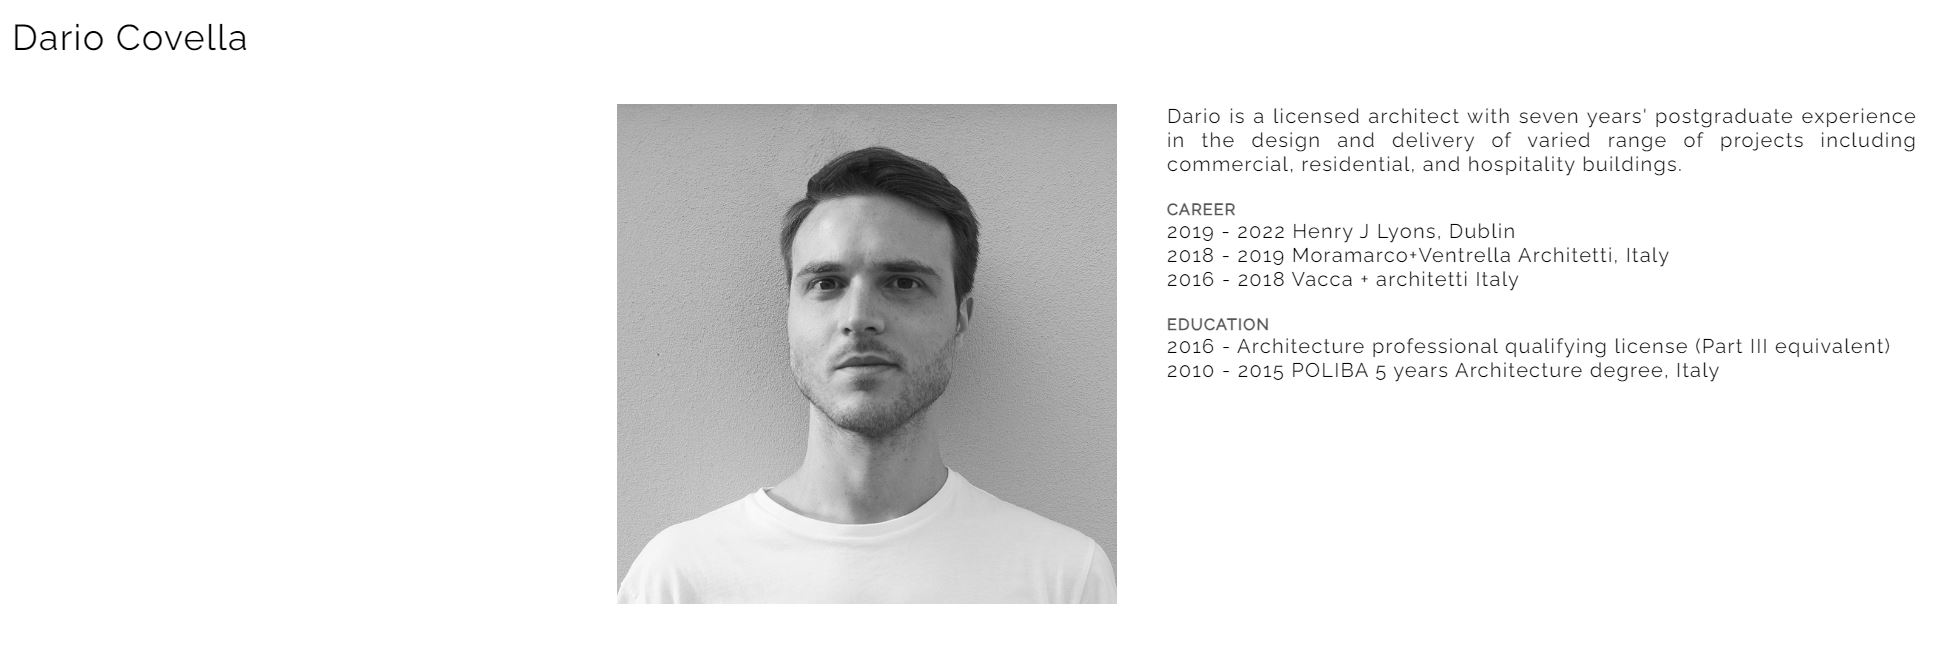 Dario Covella
Dario is a licensed architect with seven years' postgraduate experience
in the design and delivery of varied range of projects including
commercial, residential, and hospitality buildings.
CAREER
2019 - 2022 Henry J Lyons, Dublin
2018 - 2019 Moramarco+Ventrella Architetti, Italy
2016 - 2018 Vacca + architetti Italy
EDUCATION
2016 - Architecture professional qualifying license (Part III equivalent)
2010 - 2015 POLIBA 5 years Architecture degree, Italy